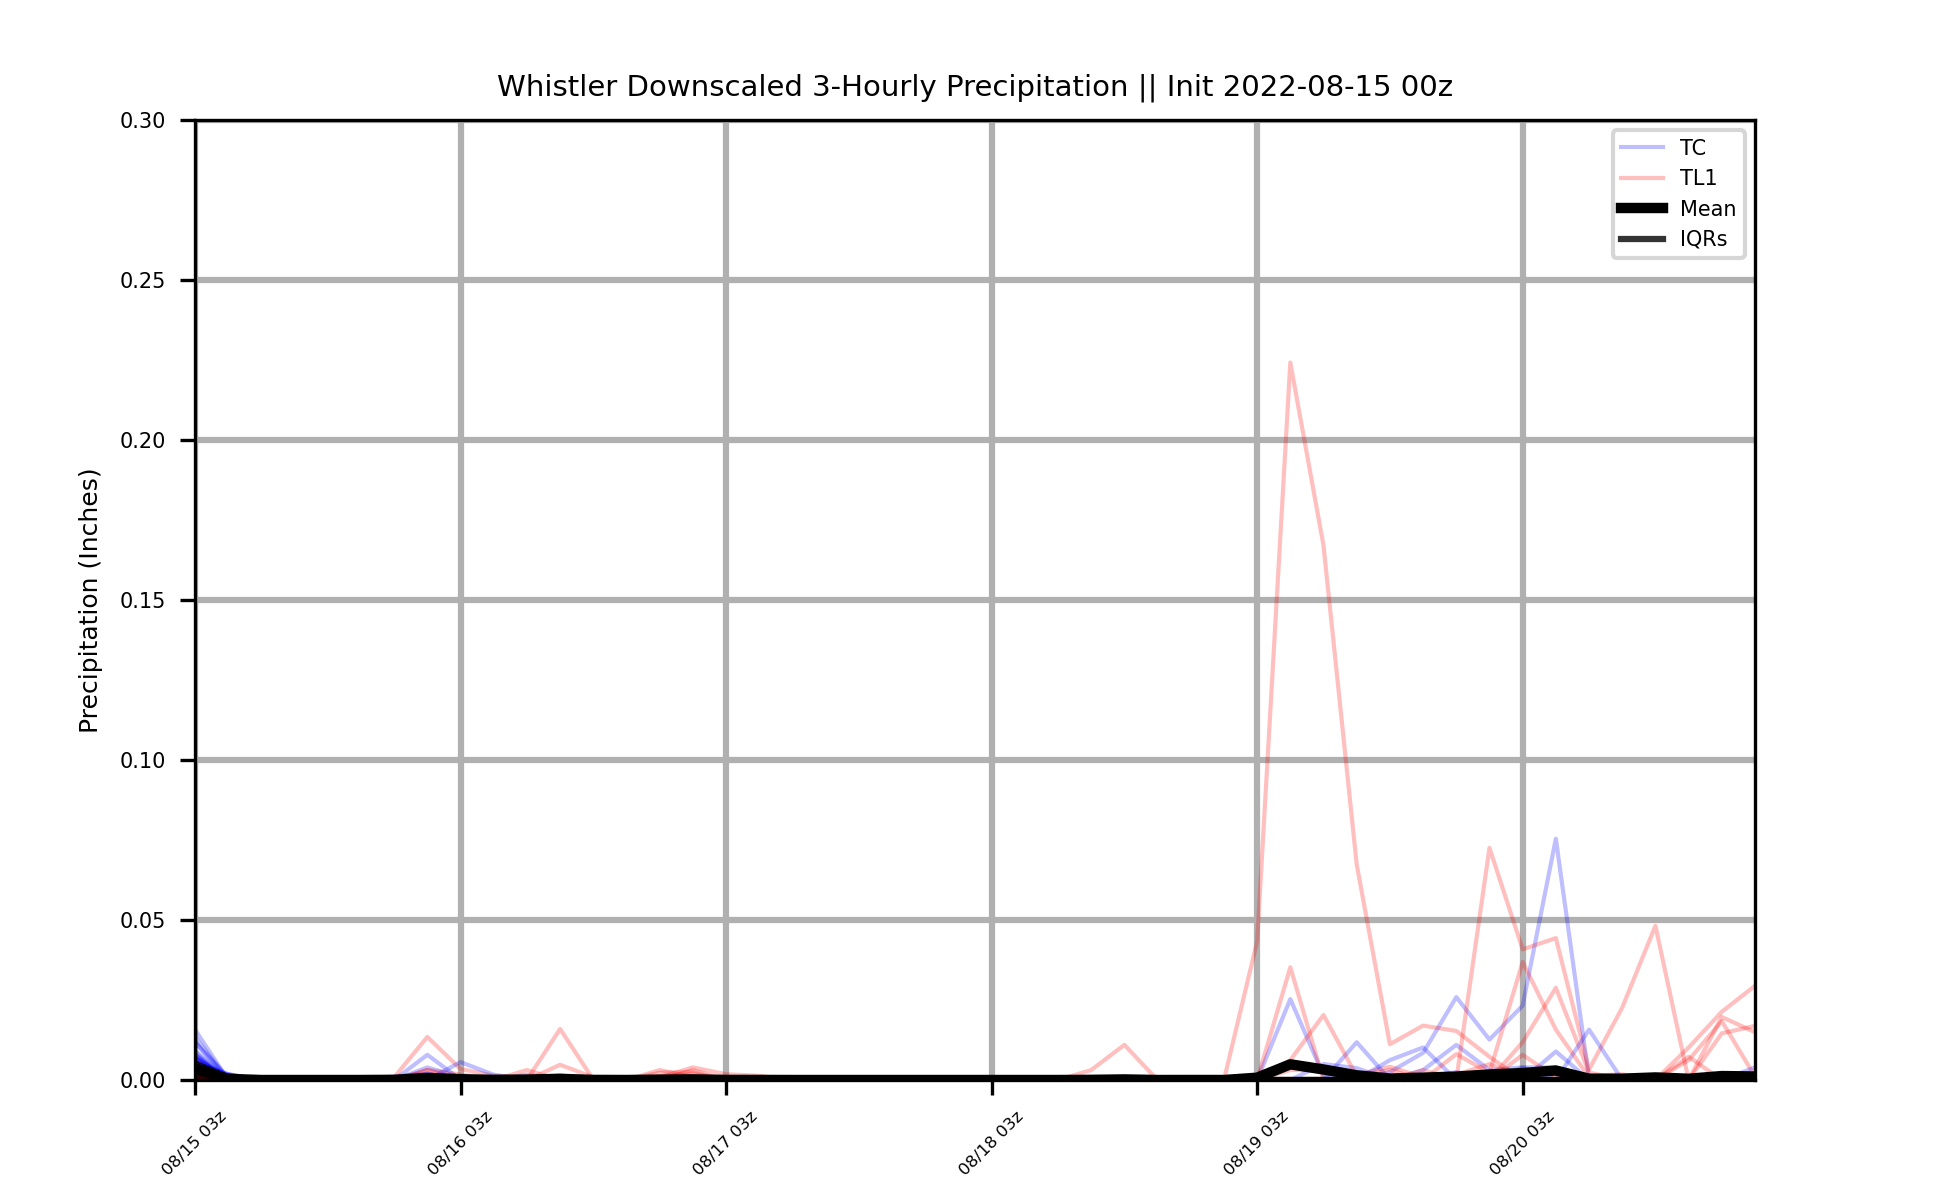 Whistler Downscaled 3-Hourly Precipitation || Init 2022-08-15 00z
TC
TL1
Mean
IQRs
Precipitation (Inches)
0.30
0.25
0.20
0.15
0.10
0.05
0.00
08/15 03z
08/16 03z
08/17 03z
08/18 03z
08/19 03z
08/20 03z